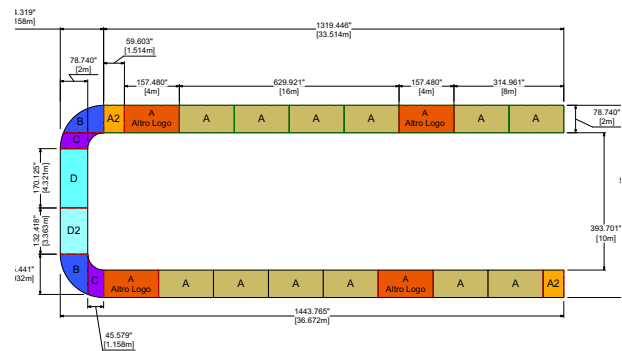 4.319"
158m]
1319.446"
[33.514m]
59.603"
[1.514m]
78.740"
[2m]
157.480"
[4m]
629.921"
[16m]
157.480"
[4m]
314.961"
[8m]
B
A2
A
Altro Logo
A
A
A
A
A
Altro Logo
A
A
78.740"
[2m]
C
170.125"
[4.321m]
D
132.418"
[3.363m]
D2
393.701"
[10m]
.441"
032m]
B
C
A
Altro Logo
A
A
A
A
A
Altro Logo
A
A
A2
1443.765"
[36.672m]
45.579"
[1.158m]